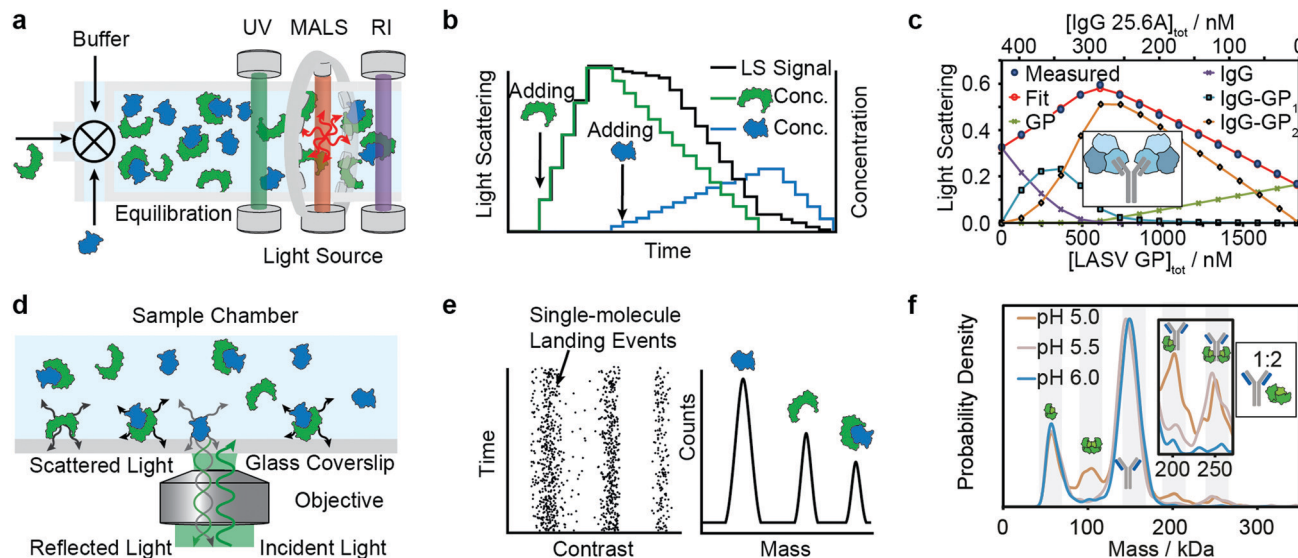 a
UV MALS RI
Buffer
Equilibration
Light Source
b
Light Scattering
Adding
Adding
LS Signal
Conc.
Conc.
Concentration
Time
c
[IgG 25.6A]tot / nM
400 300 200 100 0
Light Scattering
0.6
0.4
0.2
0.0
Measured
Fit
GP
IgG
IgG-GP1
IgG-GP2
0 500 1000 1500
[LASV GP]tot / nM
d
Sample Chamber
Scattered Light
Glass Coverslip
Objective
Reflected Light
Incident Light
e
Single-molecule
Landing Events
Time
Contrast
Counts
Mass
f
Probability Density
pH 5.0
pH 5.5
pH 6.0
200 250
1:2
0 100 200 300
Mass / kDa